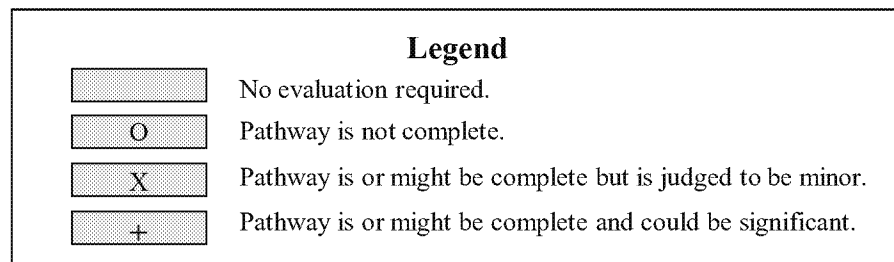 Legend
No evaluation required.
O Pathway is not complete.
X Pathway is or might be complete but is judged to be minor.
+ Pathway is or might be complete and could be significant.